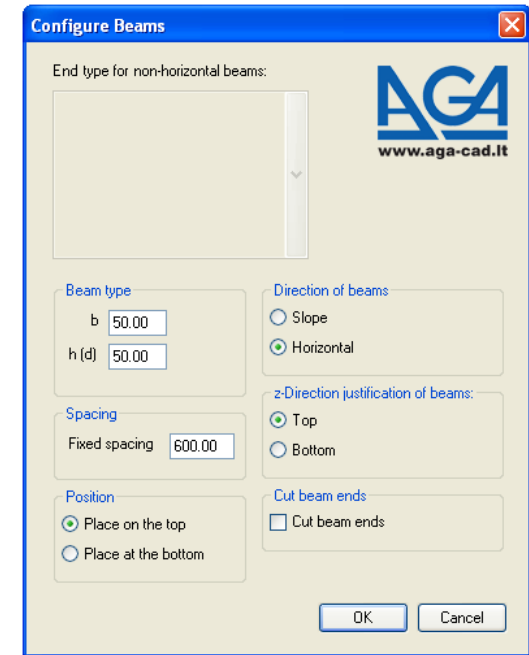 Configure Beams
End type for non-horizontal beams:
AGA
www.aga-cad.lt
Beam type
b 50.00
h (d) 50.00
Direction of beams
Slope
Horizontal
Spacing
Fixed spacing 600.00
z-Direction justification of beams:
Top
Bottom
Position
Place on the top
Place at the bottom
Cut beam ends
Cut beam ends
OK Cancel